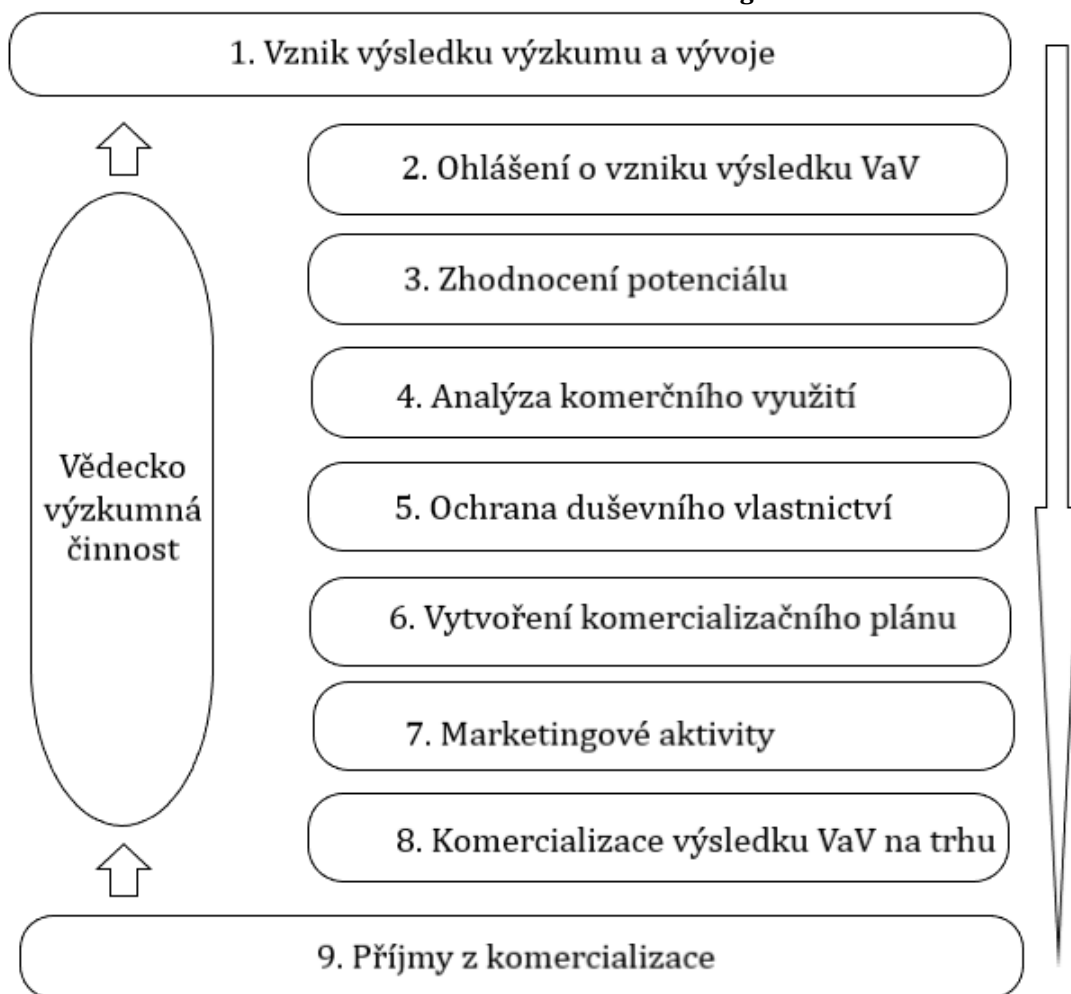 1. Vznik výsledku výzkumu a vývoje
2. Ohlášení o vzniku výsledku VaV
3. Zhodnocení potenciálu
4. Analýza komerčního využití
Vědecko
výzkumná
činnost
5. Ochrana duševního vlastnictví
6. Vytvoření komercializačního plánu
7. Marketingové aktivity
8. Komercializace výsledku VaV na trhu
9. Příjmy z komercializace